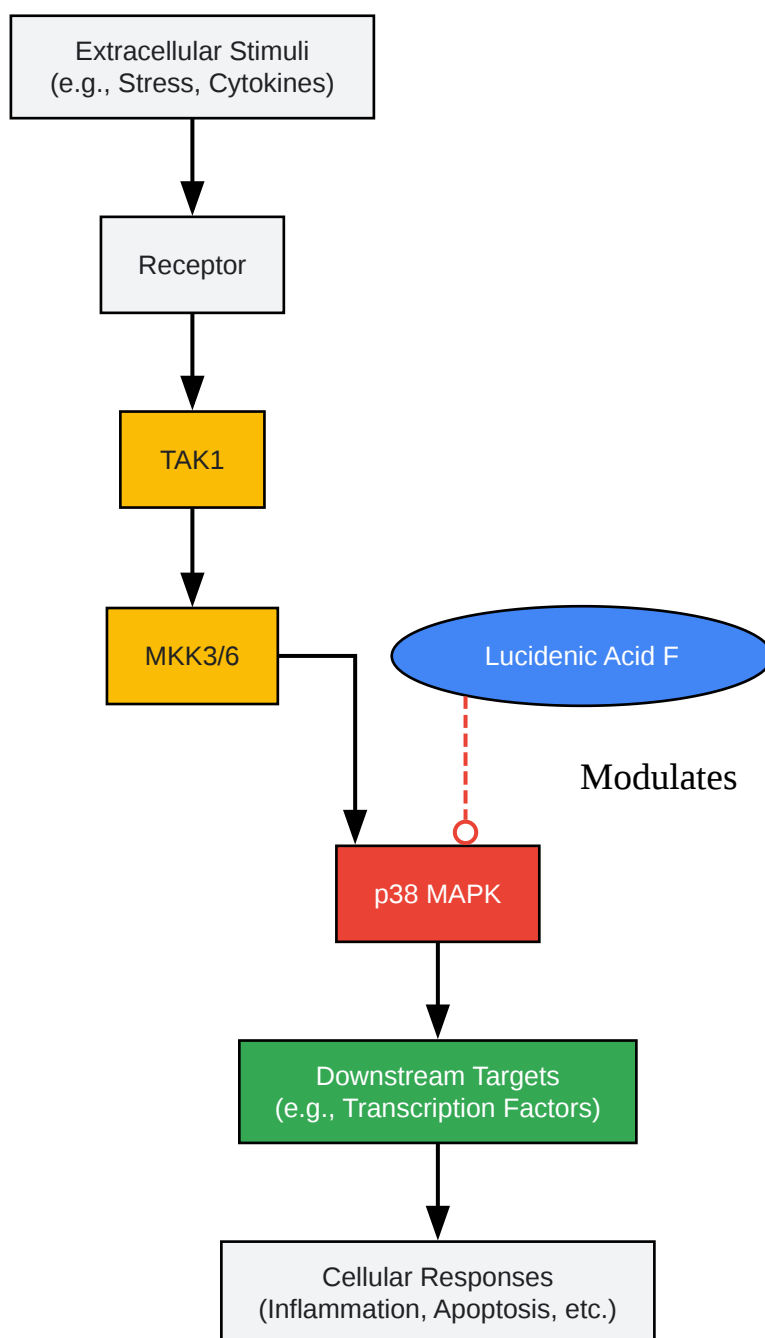 Extracellular Stimuli
(e.g., Stress, Cytokines)
Receptor
TAK1
MKK3/6
Lucidenic Acid F
Modulates
p38 MAPK
Downstream Targets
(e.g., Transcription Factors)
Cellular Responses
(Inflammation, Apoptosis, etc.)